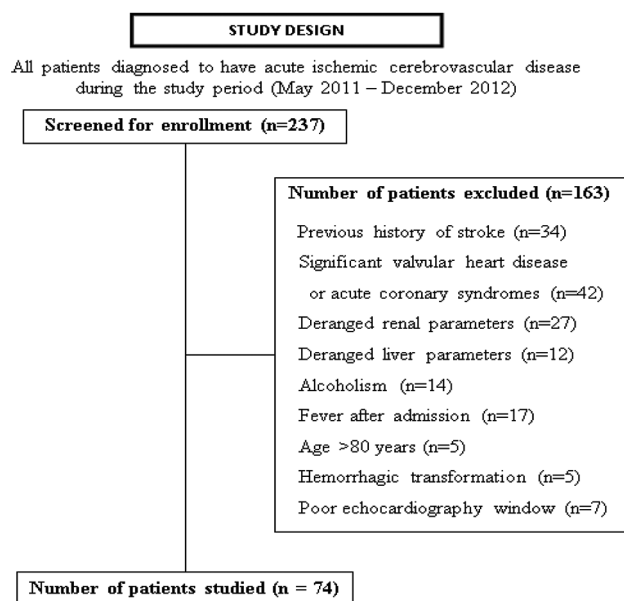 STUDY DESIGN
All patients diagnosed to have acute ischemic cerebrovascular disease
during the study period (May 2011 – December 2012)
Screened for enrollment (n=237)
Number of patients excluded (n=163)
Previous history of stroke (n=34)
Significant valvular heart disease
or acute coronary syndromes (n=42)
Deranged renal parameters (n=27)
Deranged liver parameters (n=12)
Alcoholism (n=14)
Fever after admission (n=17)
Age >80 years (n=5)
Hemorrhagic transformation (n=5)
Poor echocardiography window (n=7)
Number of patients studied (n = 74)